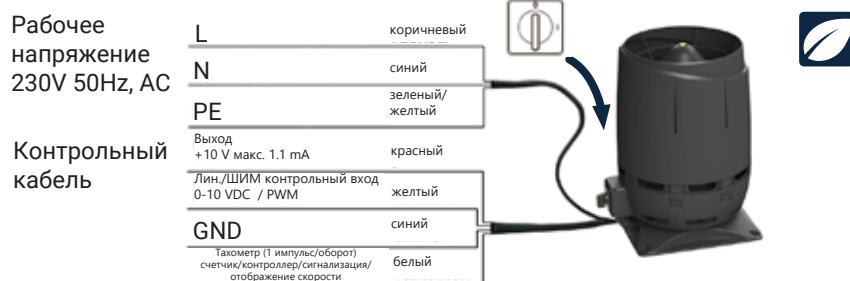 Рабочее
напряжение
230V 50Hz, AC
L
коричневый
N
синий
PE
зеленый/
желтый
Контрольный
кабель
Выход
+10 V макс. 1.1 mA
красный
Лин./ШИМ контрольный вход
0-10 VDC / PWM
желтый
GND
синий
Тахометр (1 импульс/оборот)
счетчик/контроллер/сигнализация/
отображение скорости
белый